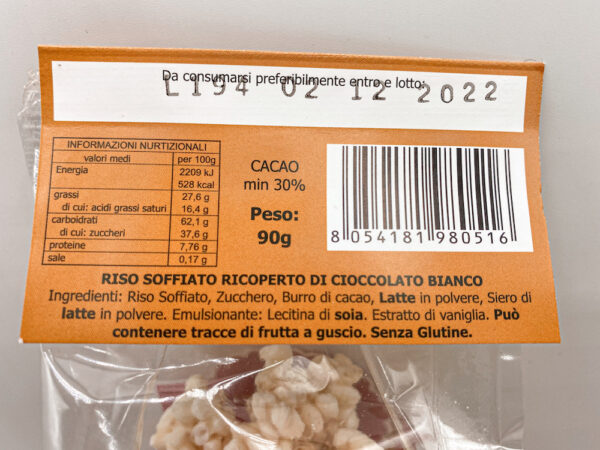 Da consumarsi preferibilmente entro e lotto:
L194 02 12 2022
INFORMAZIONI NURTIZIONALI
valori medi per 100g
Energia 2209 kJ
528 kcal
grassi 27,6 g
di cui: acidi grassi saturi 16,4 g
carboidrati 62,1 g
di cui: zuccheri 37,6 g
proteine 7,76 g
sale 0,17 g
CACAO
min 30%
Peso:
90g
8 054181 980516
RISO SOFFIATO RICOPERTO DI CIOCCOLATO BIANCO
Ingredienti: Riso Soffiato, Zucchero, Burro di cacao, Latte in polvere, Siero di
latte in polvere. Emulsionante: Lecitina di soia. Estratto di vaniglia. Può
contenere tracce di frutta a guscio. Senza Glutine.